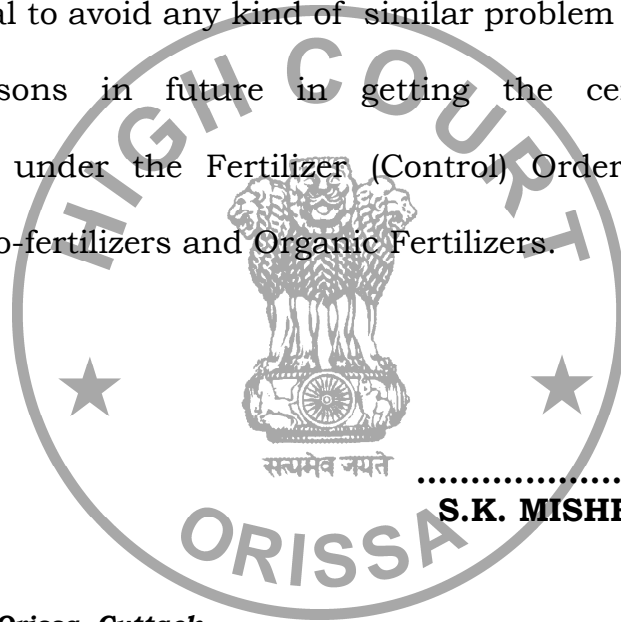 al to avoid any kind of similar problem
sons in future in getting the ce
under the Fertilizer (Control) Order
o-fertilizers and Organic Fertilizers.
HIGH COURT
सत्यमेव जयते
ORISSA
.....................
S.K. MISH
Orissa, Cuttack